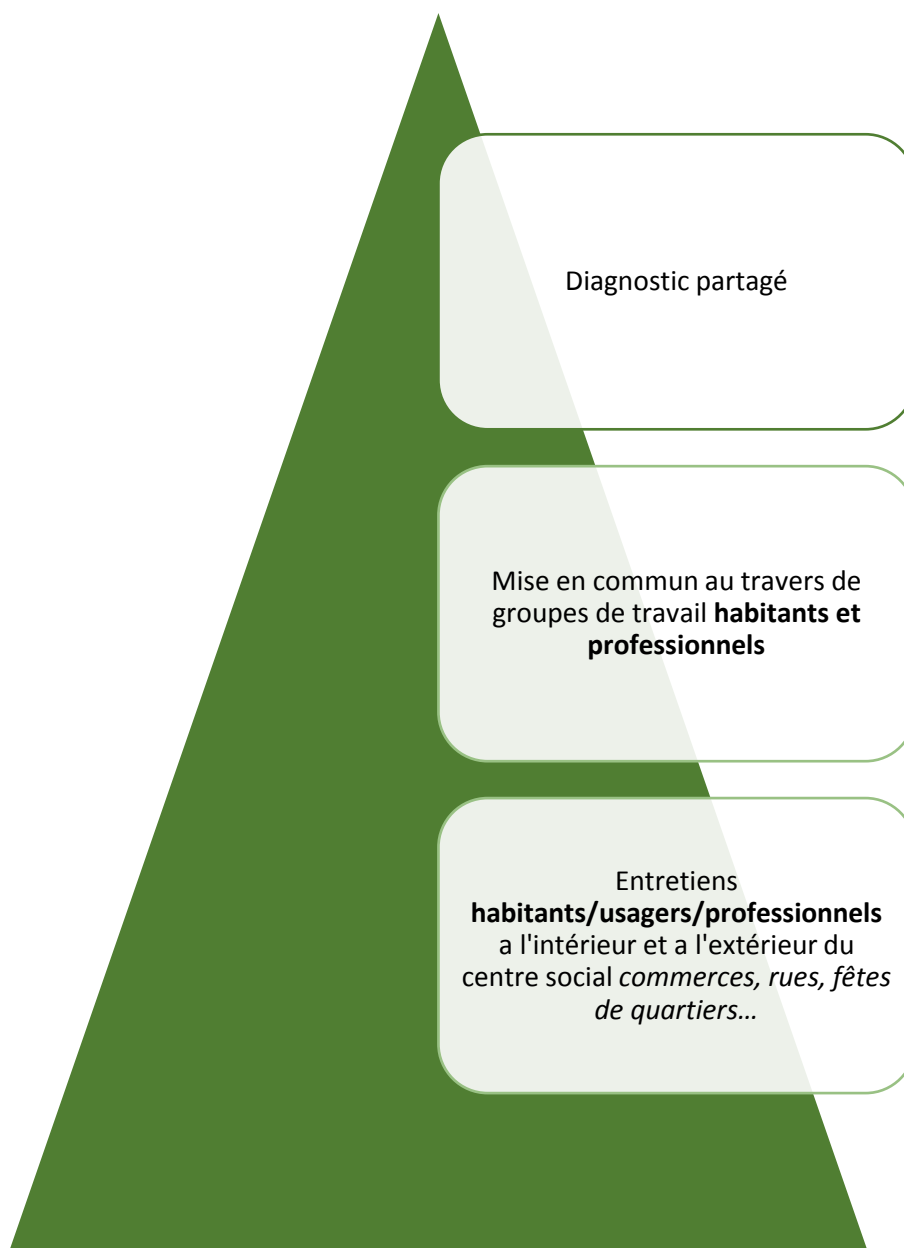 Diagnostic partagé
Mise en commun au travers de
groupes de travail habitants et
professionnels
Entretiens
habitants/usagers/professionnels
a l'intérieur et a l'extérieur du
centre social commerces, rues, fêtes
de quartiers…